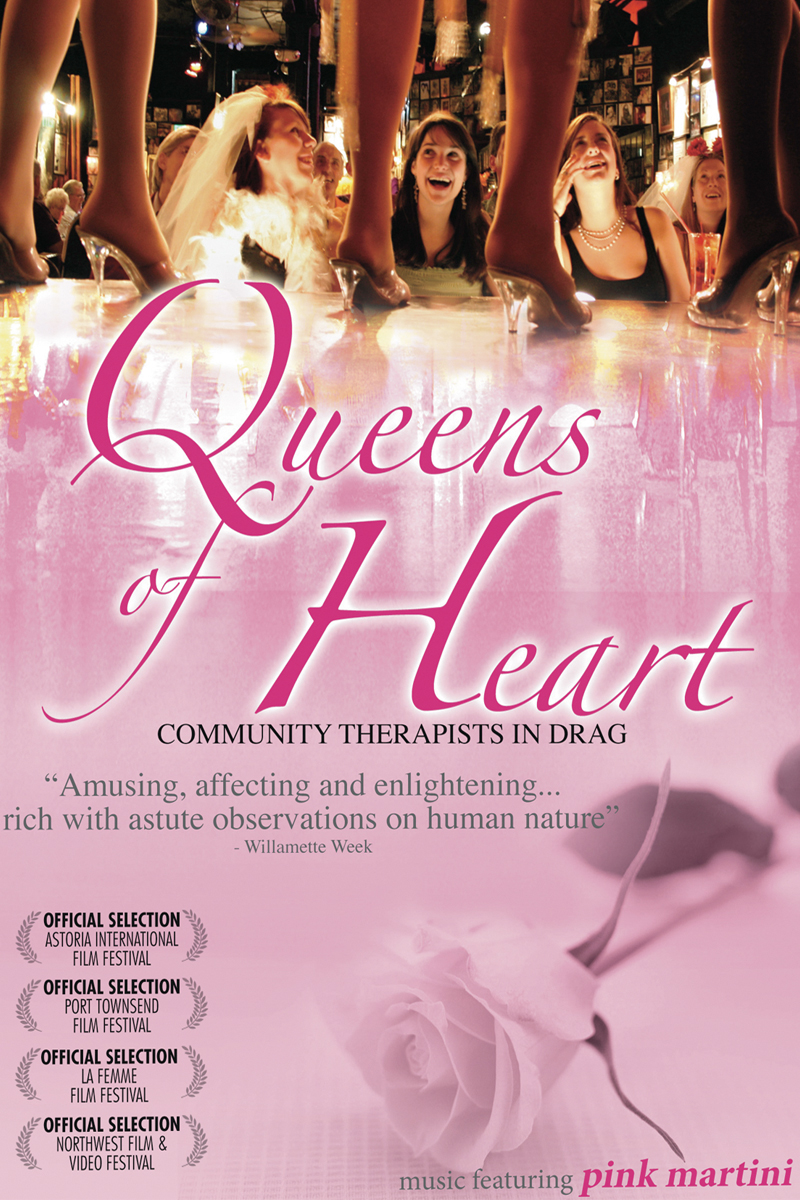 Queens
of Heart
COMMUNITY THERAPISTS IN DRAG
“Amusing, affecting and enlightening...
rich with astute observations on human nature”
- Willamette Week
OFFICIAL SELECTION
ASTORIA INTERNATIONAL
FILM FESTIVAL
OFFICIAL SELECTION
PORT TOWNSEND
FILM FESTIVAL
OFFICIAL SELECTION
LA FEMME
FILM FESTIVAL
OFFICIAL SELECTION
NORTHWEST FILM &
VIDEO FESTIVAL
music featuring pink martini